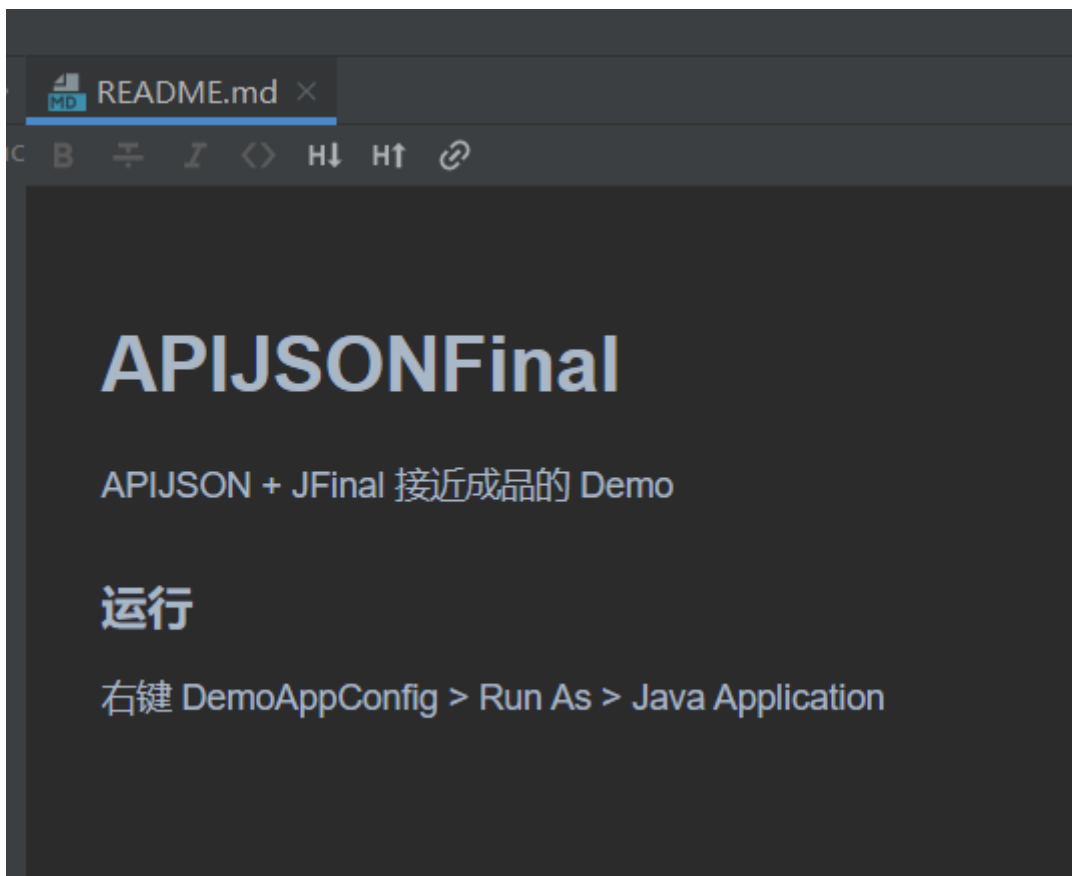 README.md
MD
B I <> H↓ H↑
APIJSONFinal
APIJSON + JFinal 接近成品的 Demo
运行
右键 DemoAppConfig > Run As > Java Application